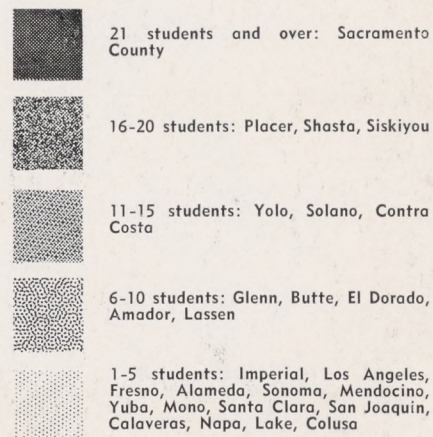 21 students and over: Sacramento
County
16-20 students: Placer, Shasta, Siskiyou
11-15 students: Yolo, Solano, Contra
Costa
6-10 students: Glenn, Butte, El Dorado,
Amador, Lassen
1-5 students: Imperial, Los Angeles,
Fresno, Alameda, Sonoma, Mendocino,
Yuba, Mono, Santa Clara, San Joaquin,
Calaveras, Napa, Lake, Colusa